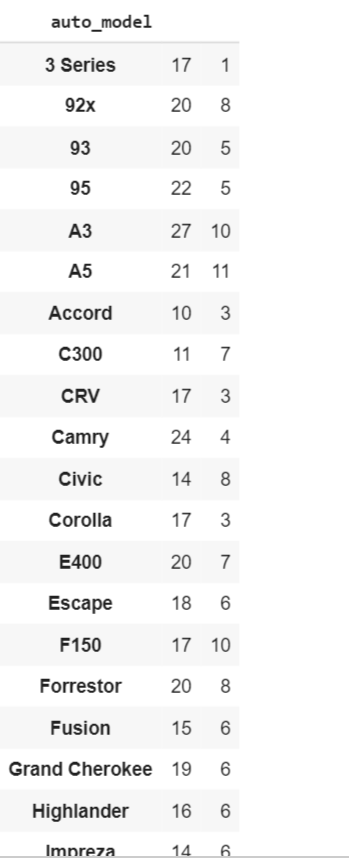 auto_model
3 Series 17 1
92x 20 8
93 20 5
95 22 5
A3 27 10
A5 21 11
Accord 10 3
C300 11 7
CRV 17 3
Camry 24 4
Civic 14 8
Corolla 17 3
E400 20 7
Escape 18 6
F150 17 10
Forrestor 20 8
Fusion 15 6
Grand Cherokee 19 6
Highlander 16 6
Impreza 14 6